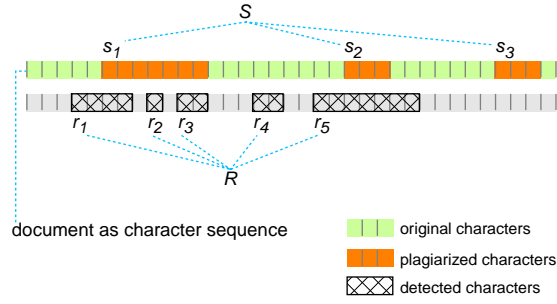 S
s1 s2 s3
r1 r2 r3 r4 r5
R
document as character sequence
original characters
plagiarized characters
detected characters